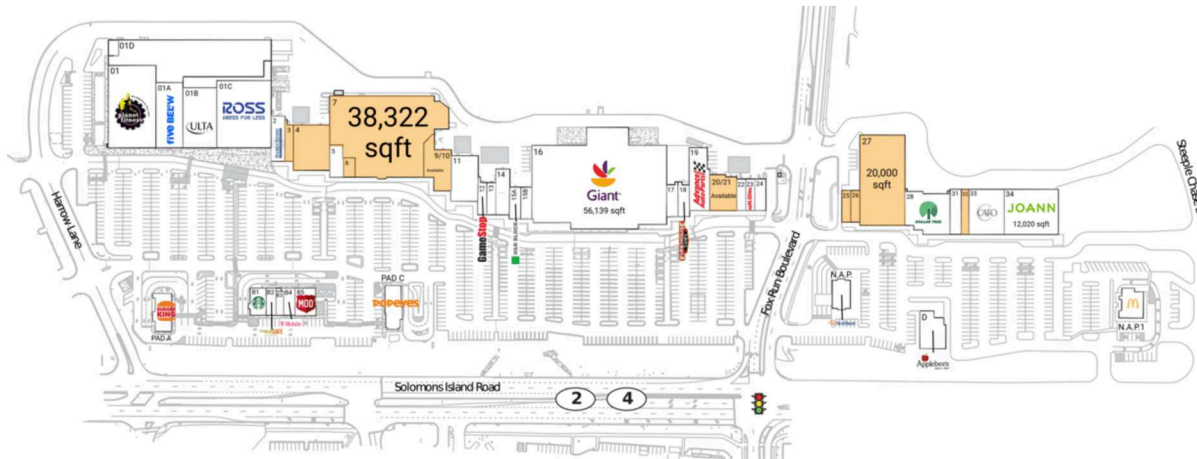 01D
01
planet fitness
01A
five BELOW
01B
ULTA
01C
ROSS
DRESS FOR LESS
2
3
4
7
38,322
sqft
5
6
9/10
Available
11
12
GameStop
13
14
15A
H&R BLOCK
15B
16
Giant
56,139 sqft
17
18
19
Advance
Auto Parts
20/21
Available
22
23
24
25
26
27
20,000
sqft
28
DOLLAR TREE
31
32
33
CATO
34
JOANN
12,020 sqft
Harrow Lane
Fox Run Boulevard
Steeple Chase
BURGER
KING
PAD A
B1
B2
B4
B5
MOD
T Mobile
PAD C
POPEYES
N.A.P.
D
Applebees
N.A.P.1
Solomons Island Road
2
4